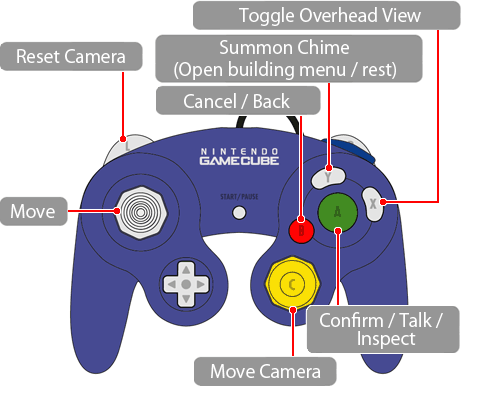 Toggle Overhead View
Summon Chime
(Open building menu / rest)
Reset Camera
Cancel / Back
L
NINTENDO
GAMECUBE
Y
START/PAUSE
X
Move
A
B
C
Confirm / Talk /
Inspect
Move Camera